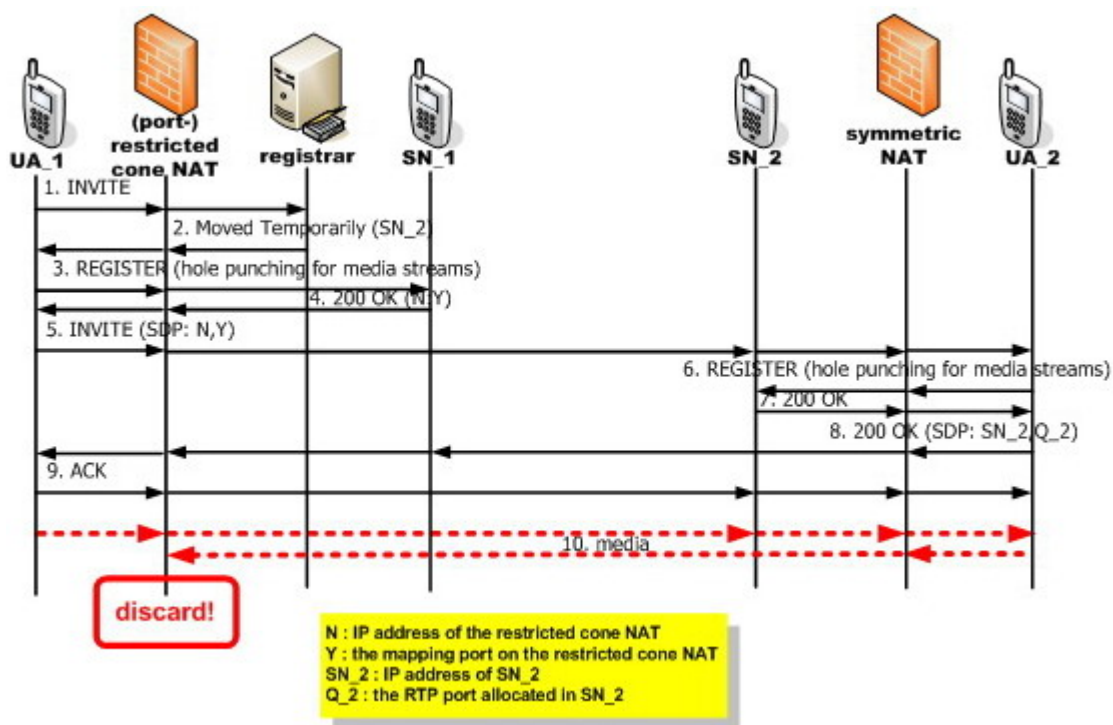 UA_1
(port-)
restricted
cone NAT
registrar
SN_1
SN_2
symmetric
NAT
UA_2
1. INVITE
2. Moved Temporarily (SN_2)
3. REGISTER (hole punching for media streams)
4. 200 OK (N,Y)
5. INVITE (SDP: N,Y)
6. REGISTER (hole punching for media streams)
7. 200 OK
8. 200 OK (SDP: SN_2,Q_2)
9. ACK
10. media
discard!
N : IP address of the restricted cone NAT
Y : the mapping port on the restricted cone NAT
SN_2 : IP address of SN_2
Q_2 : the RTP port allocated in SN_2